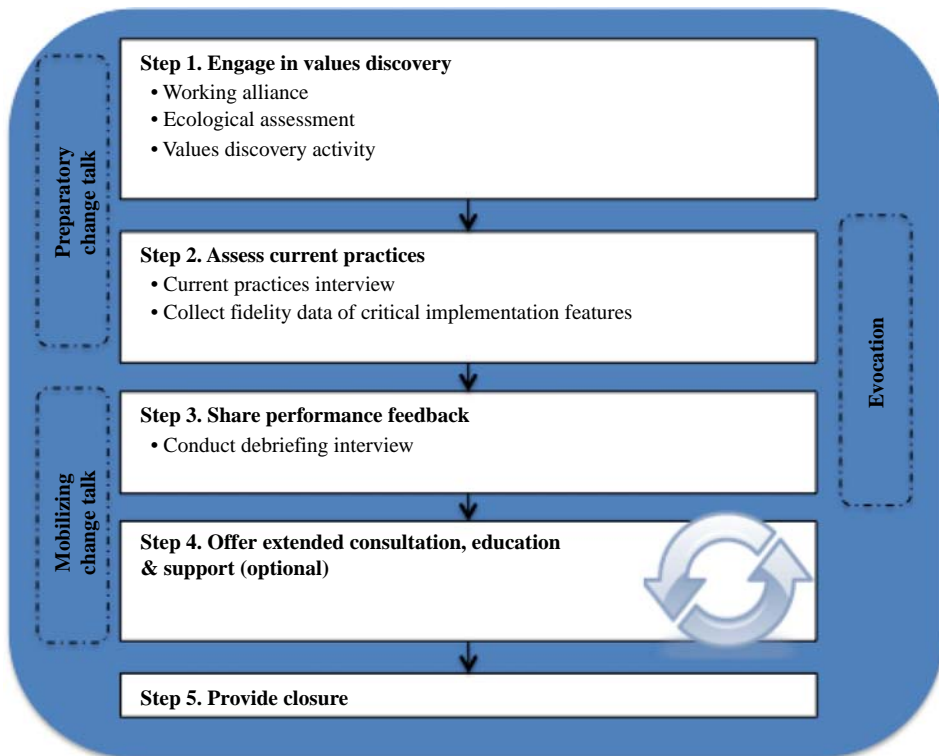 Step 1. Engage in values discovery
• Working alliance
• Ecological assessment
• Values discovery activity
Preparatory
change talk
Step 2. Assess current practices
• Current practices interview
• Collect fidelity data of critical implementation features
Evocation
Step 3. Share performance feedback
• Conduct debriefing interview
Mobilizing
change talk
Step 4. Offer extended consultation, education
& support (optional)
Step 5. Provide closure